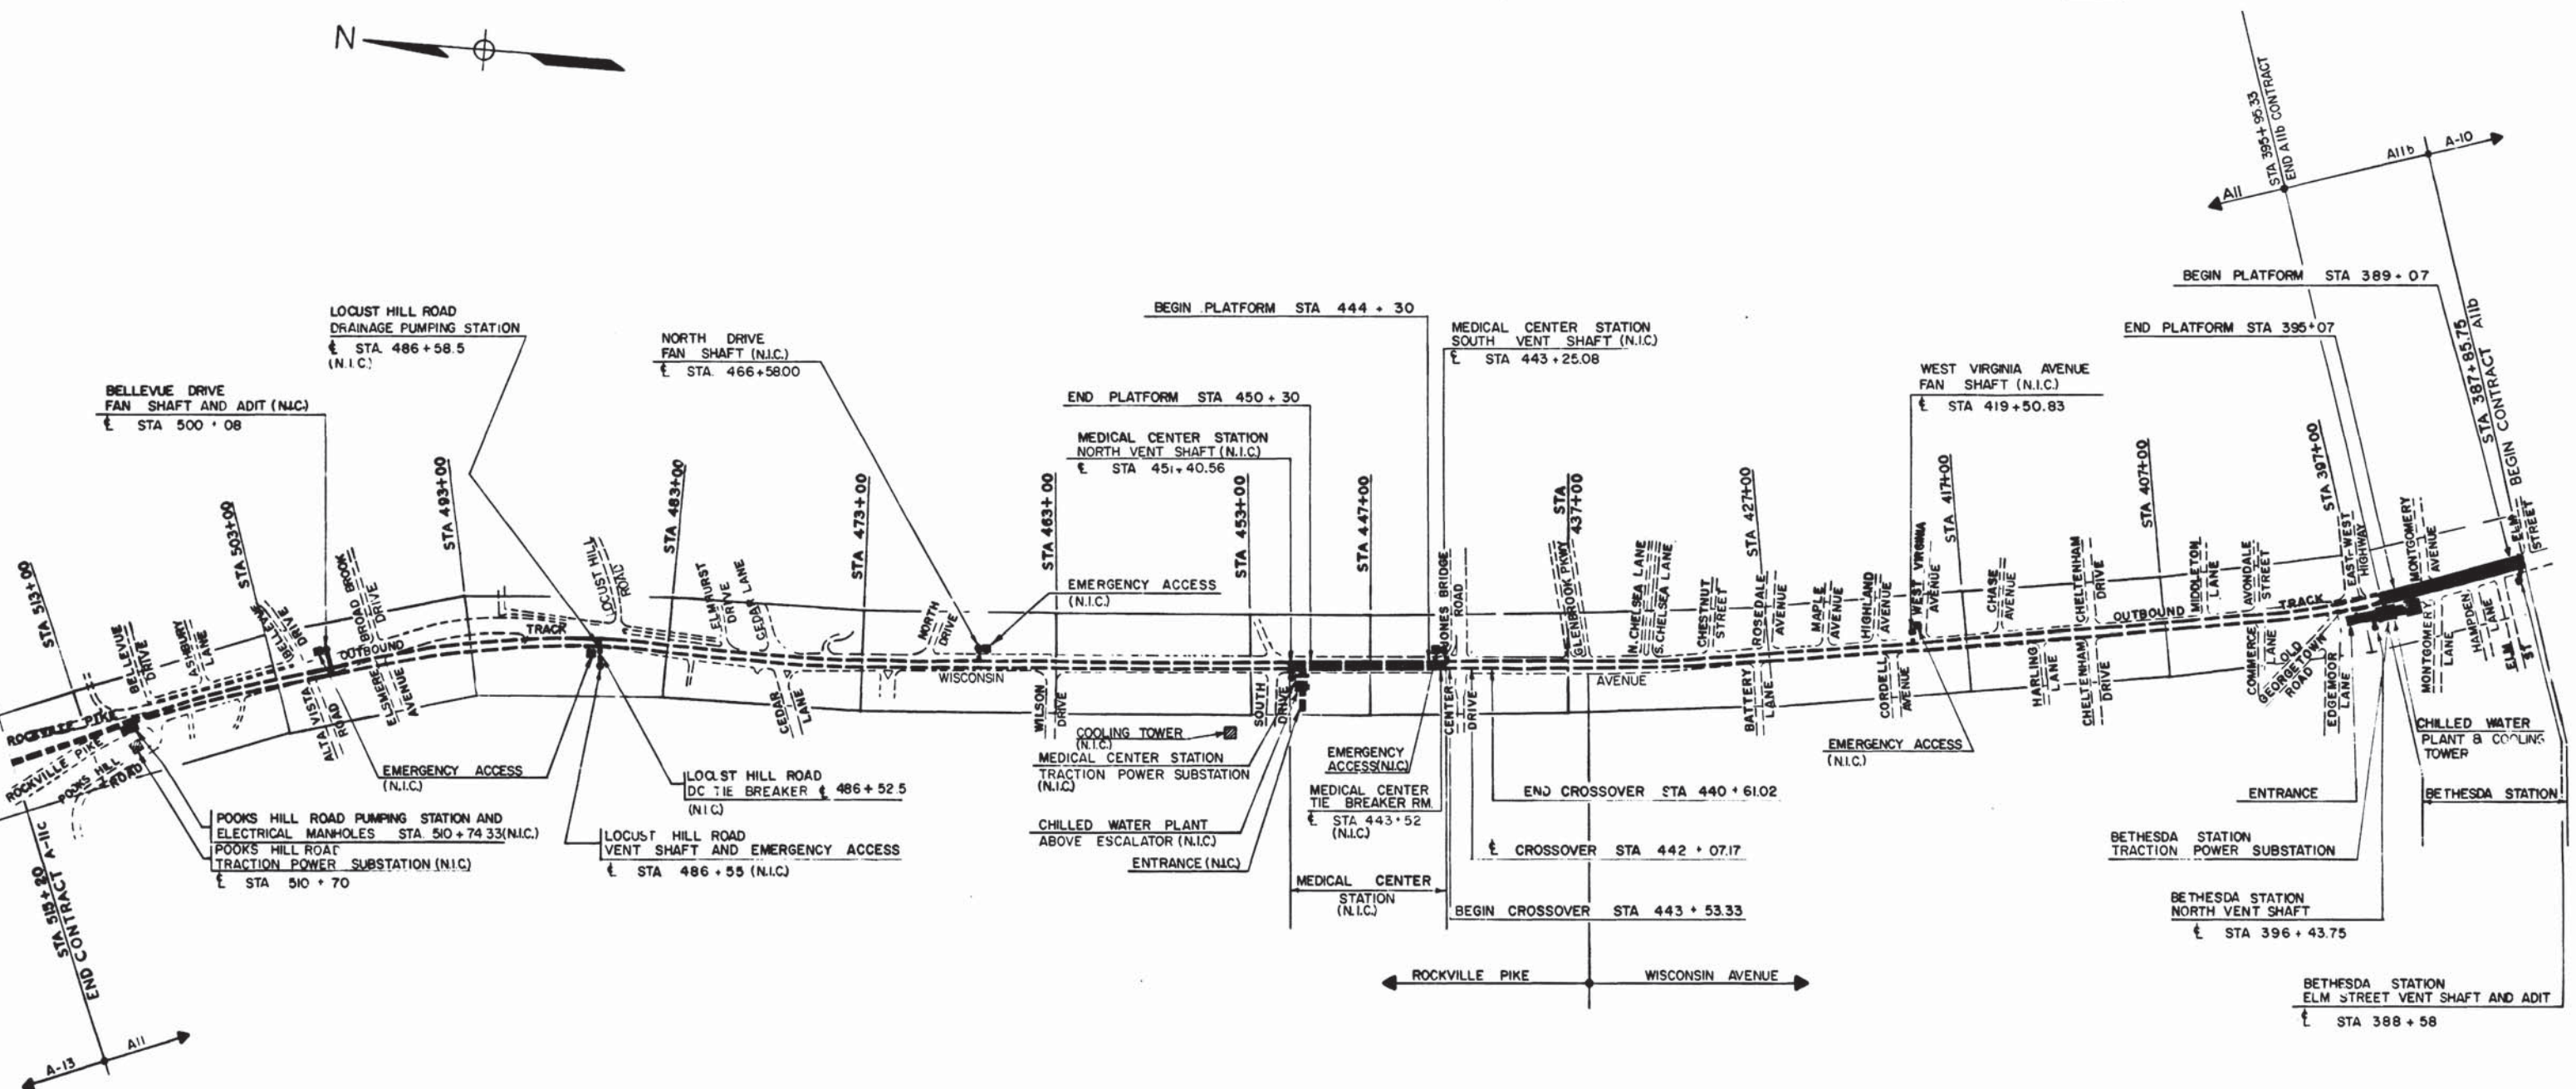 N
STA 395+95.33
END A11b CONTRACT
A11b
A-10
A11
BEGIN PLATFORM STA 389+07
END PLATFORM STA 395+07
STA 387+85.75
BEGIN CONTRACT A11b
LOCUST HILL ROAD
DRAINAGE PUMPING STATION
℄ STA. 486+58.5
(N.I.C.)
NORTH DRIVE
FAN SHAFT (N.I.C.)
℄ STA. 466+58.00
BEGIN PLATFORM STA 444+30
MEDICAL CENTER STATION
SOUTH VENT SHAFT (N.I.C.)
℄ STA 443+25.08
WEST VIRGINIA AVENUE
FAN SHAFT (N.I.C.)
℄ STA 419+50.83
BELLEVUE DRIVE
FAN SHAFT AND ADIT (N.I.C.)
℄ STA 500+08
END PLATFORM STA 450+30
MEDICAL CENTER STATION
NORTH VENT SHAFT (N.I.C.)
℄ STA 451+40.56
STA 513+00
STA 503+00
STA 493+00
STA 483+00
STA 473+00
STA 463+00
STA 453+00
STA 447+00
STA 437+00
STA 427+00
STA 417+00
STA 407+00
STA 397+00
EMERGENCY ACCESS
(N.I.C.)
BELLEVUE
DRIVE
ASHBURY
LANE
BELLEVUE
DRIVE
BROAD BROOK
DRIVE
LOCUST HILL
ROAD
ELMHURST
DRIVE
CEDAR LANE
NORTH
DRIVE
JONES BRIDGE
ROAD
GLENBROOK PKWY
N. CHELSEA LANE
S. CHELSEA LANE
CHESTNUT
STREET
ROSEDALE
AVENUE
MAPLE
AVENUE
HIGHLAND
AVENUE
WEST VIRGINIA
AVENUE
CHASE
AVENUE
CHELTENHAM
DRIVE
MIDDLETON
LANE
AVONDALE
STREET
EAST-WEST
HIGHWAY
MONTGOMERY
AVENUE
ELM
STREET
OUTBOUND
TRACK
WISCONSIN
AVENUE
OUTBOUND
TRACK
ROCKVILLE PIKE
ROCKVILLE PIKE
POOKS HILL
ROAD
ALTA VISTA
ROAD
ELSMERE
AVENUE
CEDAR
LANE
WILSON
DRIVE
SOUTH
DRIVE
CENTER
DRIVE
BATTERY
LANE
CORDELL
AVENUE
HARLING
LANE
CHELTENHAM
DRIVE
COMMERCE
LANE
OLD
GEORGETOWN
ROAD
EDGEMOOR
LANE
MONTGOMERY
LANE
HAMPDEN
LANE
ELM
ST
EMERGENCY ACCESS
(N.I.C.)
LOCUST HILL ROAD
DC TIE BREAKER ℄ 486+52.5
(N.I.C.)
COOLING TOWER
(N.I.C.)
MEDICAL CENTER STATION
TRACTION POWER SUBSTATION
(N.I.C.)
EMERGENCY
ACCESS(N.I.C.)
EMERGENCY ACCESS
(N.I.C.)
CHILLED WATER
PLANT & COOLING
TOWER
POOKS HILL ROAD PUMPING STATION AND
ELECTRICAL MANHOLES STA. 510+74.33(N.I.C.)
POOKS HILL ROAD
TRACTION POWER SUBSTATION (N.I.C.)
℄ STA 510+70
LOCUST HILL ROAD
VENT SHAFT AND EMERGENCY ACCESS
℄ STA 486+55 (N.I.C.)
CHILLED WATER PLANT
ABOVE ESCALATOR (N.I.C.)
ENTRANCE (N.I.C.)
MEDICAL CENTER
TIE BREAKER RM.
℄ STA 443+52
(N.I.C.)
END CROSSOVER STA 440+61.02
℄ CROSSOVER STA 442+07.17
BEGIN CROSSOVER STA 443+53.33
MEDICAL CENTER
STATION
(N.I.C.)
ENTRANCE
BETHESDA STATION
BETHESDA STATION
TRACTION POWER SUBSTATION
BETHESDA STATION
NORTH VENT SHAFT
℄ STA 396+43.75
BETHESDA STATION
ELM STREET VENT SHAFT AND ADIT
℄ STA 388+58
ROCKVILLE PIKE
WISCONSIN AVENUE
STA 515+20
END CONTRACT A-11c
A-13
A11